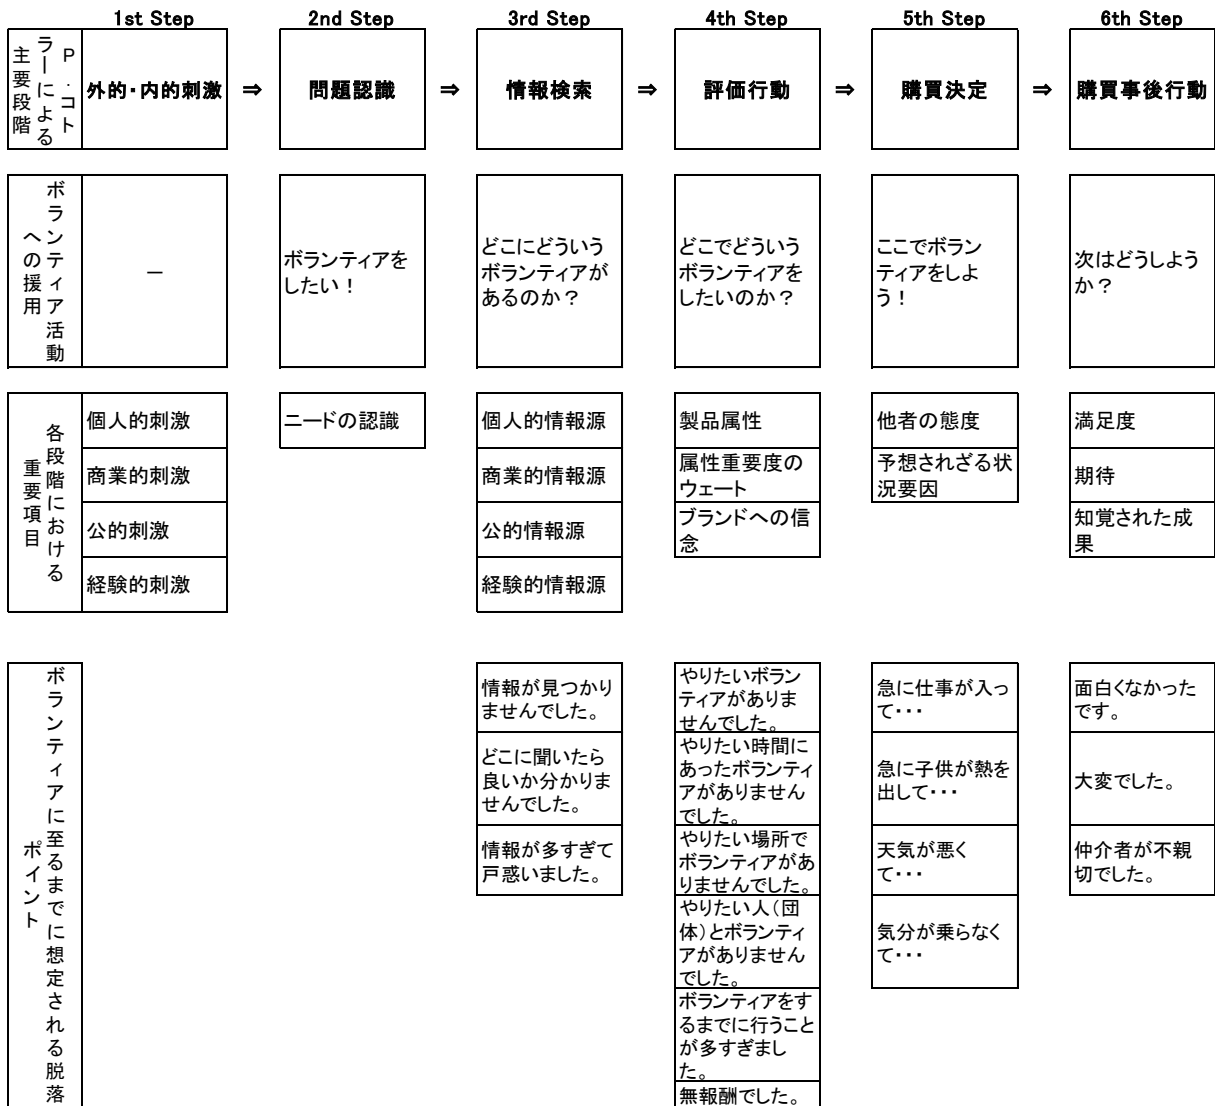 1st Step
2nd Step
3rd Step
4th Step
5th Step
6th Step
P.コト
ラーによる
主要段階
外的・内的刺激
⇒
問題認識
⇒
情報検索
⇒
評価行動
⇒
購買決定
⇒
購買事後行動
ボランティア活動
への援用
－
ボランティアを
したい！
どこにどういう
ボランティアが
あるのか？
どこでどういう
ボランティアを
したいのか？
ここでボラン
ティアをしよ
う！
次はどうしよう
か？
各段階における
重要項目
個人的刺激
商業的刺激
公的刺激
経験的刺激
ニードの認識
個人的情報源
商業的情報源
公的情報源
経験的情報源
製品属性
属性重要度の
ウェート
ブランドへの信
念
他者の態度
予想されざる状
況要因
満足度
期待
知覚された成
果
ボランティアに至るまでに想定される脱落
ポイント
情報が見つかり
ませんでした。
どこに聞いたら
良いか分かりま
せんでした。
情報が多すぎて
戸惑いました。
やりたいボラン
ティアがありま
せんでした。
やりたい時間に
あったボランティ
アがありません
でした。
やりたい場所で
ボランティアがあ
りませんでした。
やりたい人（団
体）とボランティ
アがありません
でした。
ボランティアをす
るまでに行うこと
が多すぎまし
た。
無報酬でした。
急に仕事が入っ
て・・・
急に子供が熱を
出して・・・
天気が悪く
て・・・
気分が乗らなく
て・・・
面白くなかった
です。
大変でした。
仲介者が不親
切でした。